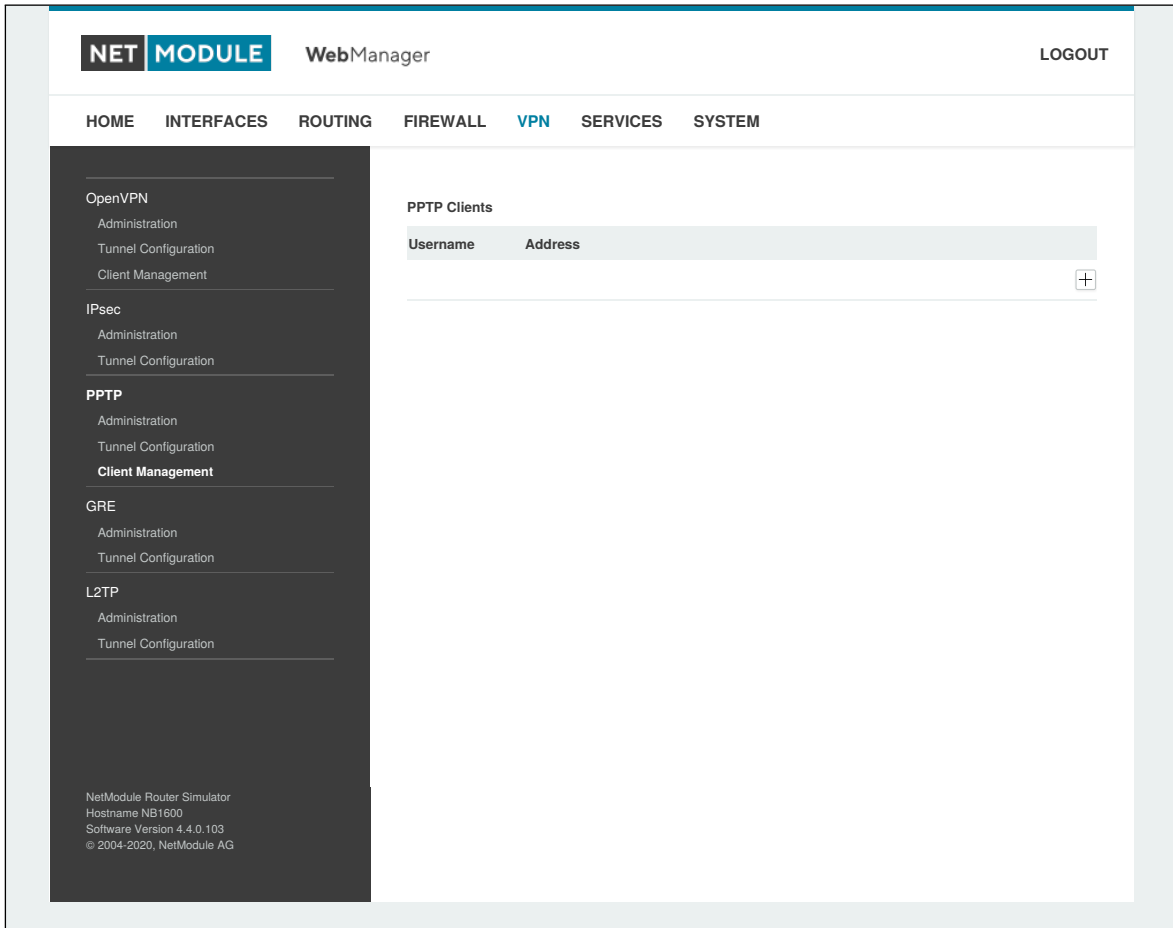 NET MODULE WebManager LOGOUT
HOME INTERFACES ROUTING FIREWALL VPN SERVICES SYSTEM
OpenVPN
Administration
Tunnel Configuration
Client Management
IPsec
Administration
Tunnel Configuration
PPTP
Administration
Tunnel Configuration
Client Management
GRE
Administration
Tunnel Configuration
L2TP
Administration
Tunnel Configuration
NetModule Router Simulator
Hostname NB1600
Software Version 4.4.0.103
© 2004-2020, NetModule AG
PPTP Clients
Username Address